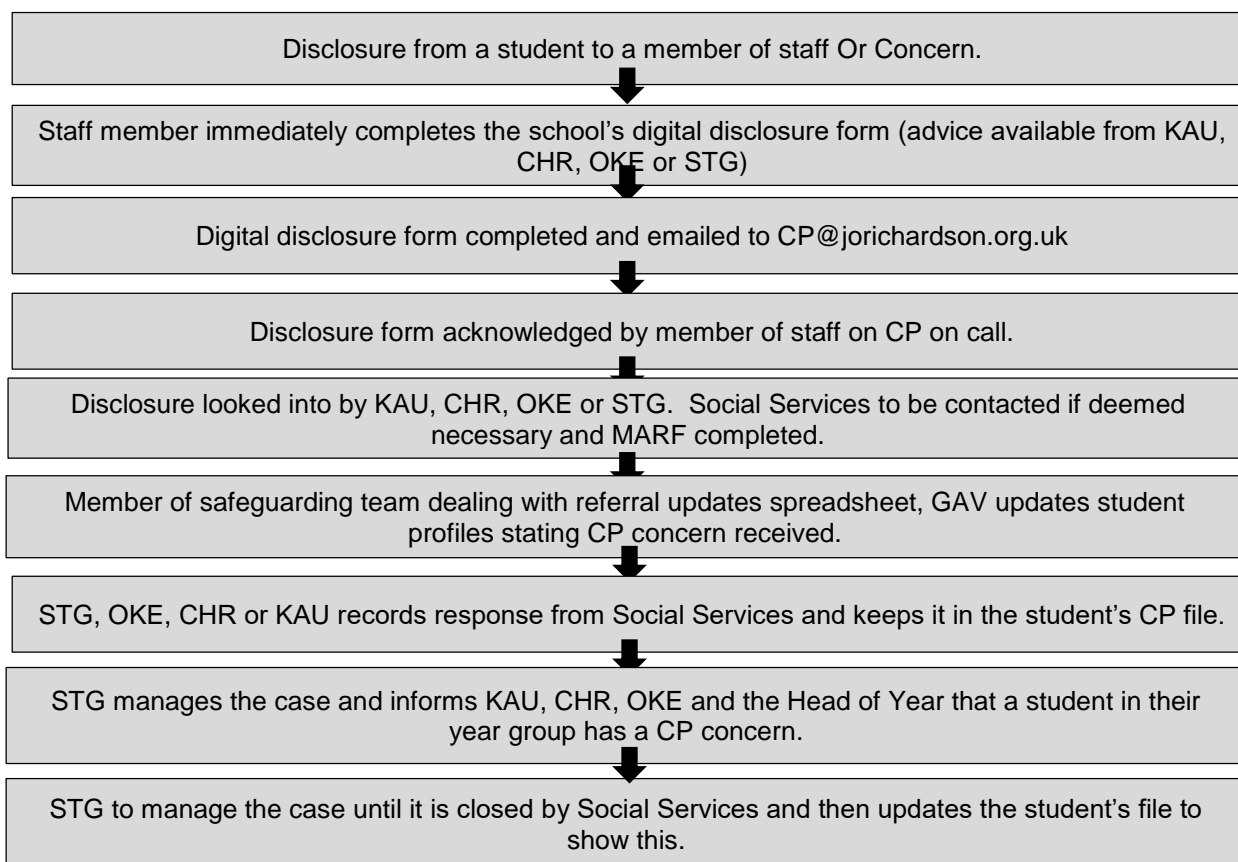 Disclosure from a student to a member of staff Or Concern.
Staff member immediately completes the school’s digital disclosure form (advice available from KAU,
CHR, OKE or STG)
Digital disclosure form completed and emailed to CP@jorichardson.org.uk
Disclosure form acknowledged by member of staff on CP on call.
Disclosure looked into by KAU, CHR, OKE or STG.  Social Services to be contacted if deemed
necessary and MARF completed.
Member of safeguarding team dealing with referral updates spreadsheet, GAV updates student
profiles stating CP concern received.
STG, OKE, CHR or KAU records response from Social Services and keeps it in the student’s CP file.
STG manages the case and informs KAU, CHR, OKE and the Head of Year that a student in their
year group has a CP concern.
STG to manage the case until it is closed by Social Services and then updates the student’s file to
show this.